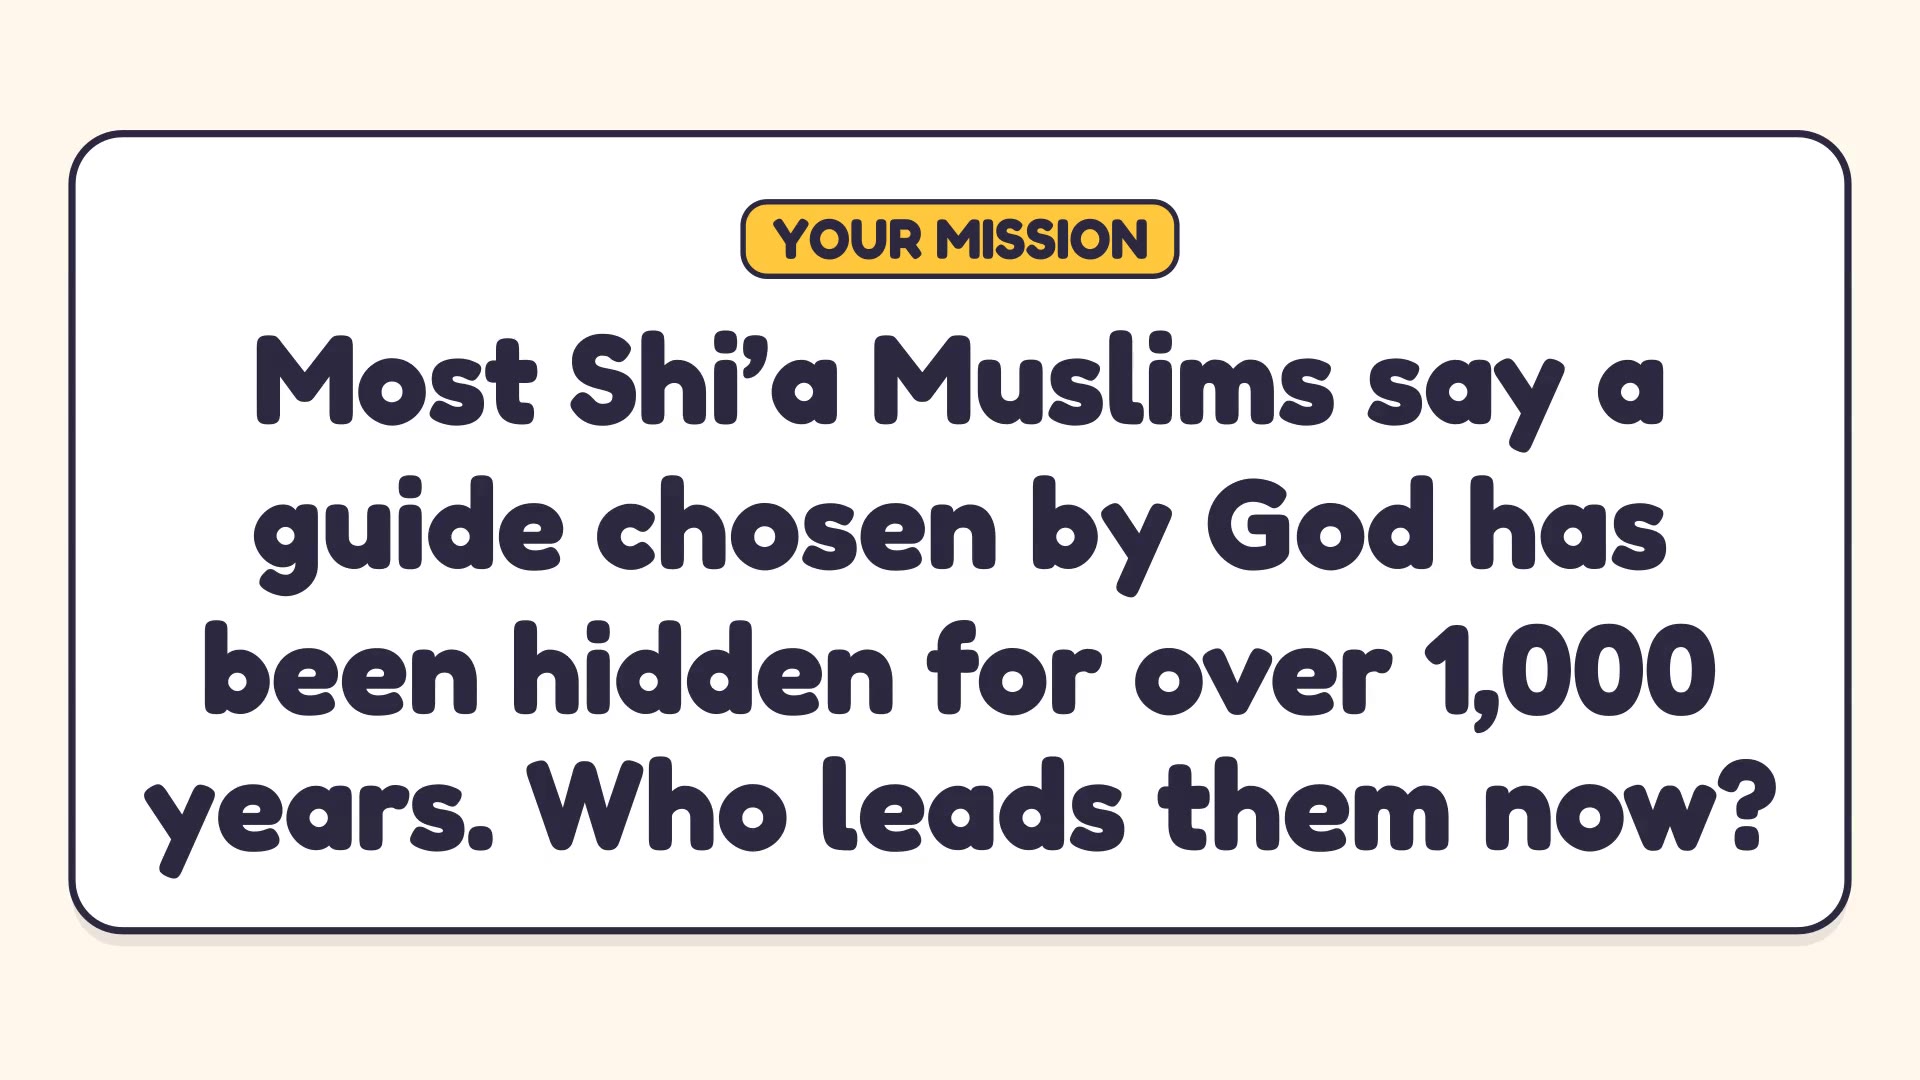 YOUR MISSION
Most Shi’a Muslims say a
guide chosen by God has
been hidden for over 1,000
years. Who leads them now?